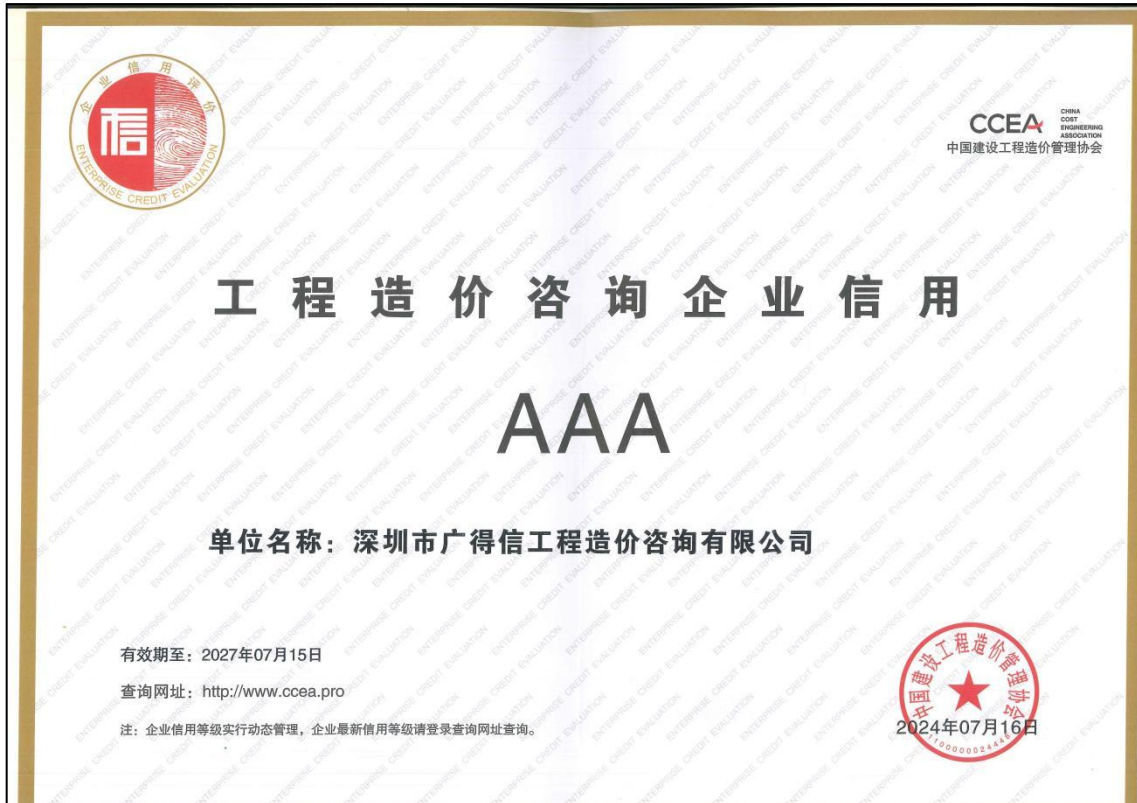 企业信用评价
信
ENTERPRISE CREDIT EVALUATION
CCEA
CHINA
COST
ENGINEERING
ASSOCIATION
中国建设工程造价管理协会
工程造价咨询企业信用
AAA
单位名称：深圳市广得信工程造价咨询有限公司
有效期至：2027年07月15日
查询网址：http://www.ccea.pro
注：企业信用等级实行动态管理，企业最新信用等级请登录查询网址查询。
中国建设工程造价管理协会
2024年07月16日